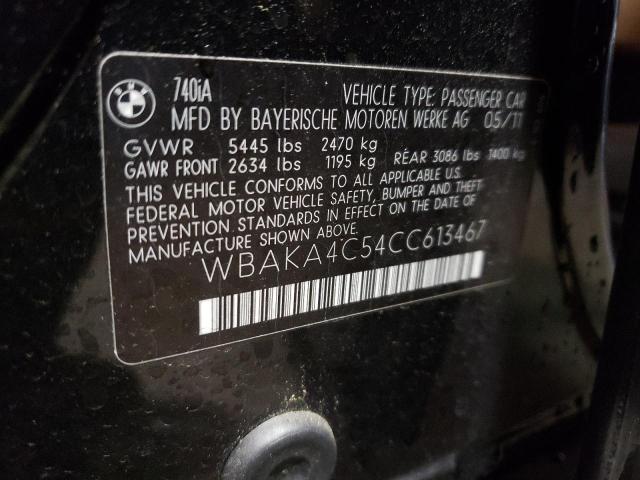 BMW
740iA
VEHICLE TYPE: PASSENGER CAR
MFD BY BAYERISCHE MOTOREN WERKE AG 05/11
GVWR 5445 lbs 2470 kg
GAWR FRONT 2634 lbs 1195 kg REAR 3086 lbs 1400 kg
THIS VEHICLE CONFORMS TO ALL APPLICABLE U.S.
FEDERAL MOTOR VEHICLE SAFETY, BUMPER AND THEFT
PREVENTION STANDARDS IN EFFECT ON THE DATE OF
MANUFACTURE SHOWN ABOVE.
WBAKA4C54CC613467